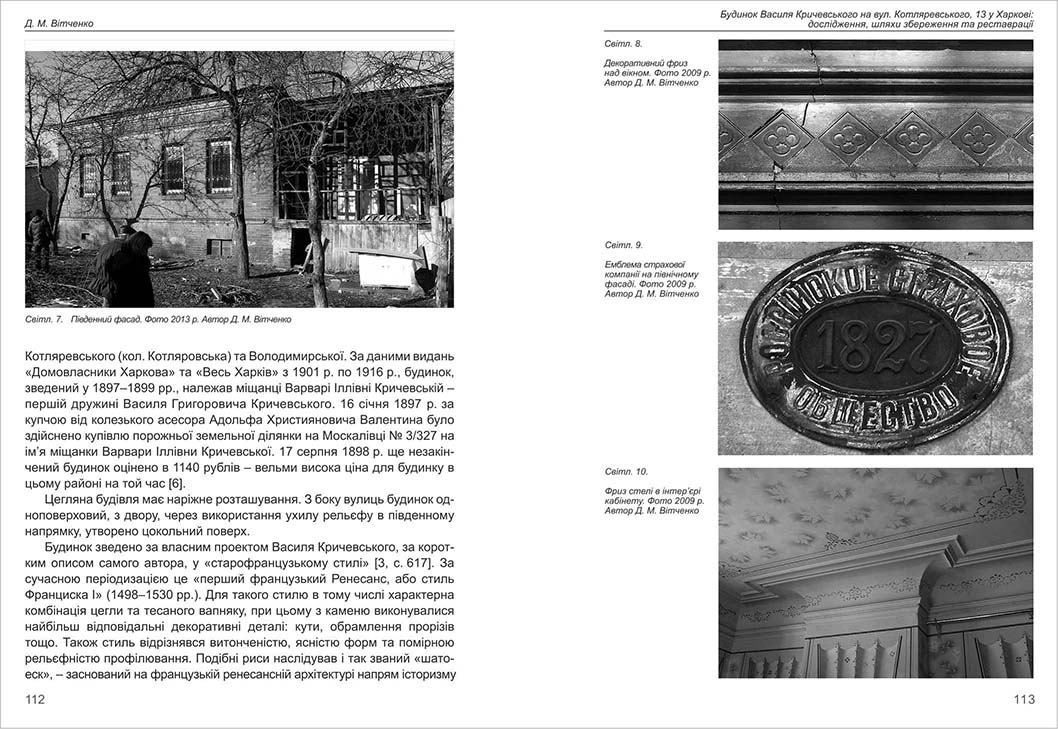 Д. М. Вітченко
Світл. 7. Південний фасад. Фото 2013 р. Автор Д. М. Вітченко
Котляревського (кол. Котляровська) та Володимирської. За даними видань
«Домовласники Харкова» та «Весь Харків» з 1901 р. по 1916 р., будинок,
зведений у 1897–1899 рр., належав міщанці Варварі Іллівні Кричевській –
першій дружині Василя Григоровича Кричевського. 16 січня 1897 р. за
купчою від колезького асесора Адольфа Християновича Валентина було
здійснено купівлю порожньої земельної ділянки на Москалівці № 3/327 на
ім’я міщанки Варвари Іллівни Кричевської. 17 серпня 1898 р. ще незакін-
чений будинок оцінено в 1140 рублів – вельми висока ціна для будинку в
цьому районі на той час [6].
Цегляна будівля має наріжне розташування. З боку вулиць будинок од-
ноповерховий, з двору, через використання ухилу рельєфу в південному
напрямку, утворено цокольний поверх.
Будинок зведено за власним проектом Василя Кричевського, за корот-
ким описом самого автора, у «старофранцузькому стилі» [3, с. 617]. За
сучасною періодизацією це «перший французький Ренесанс, або стиль
Франциска І» (1498–1530 рр.). Для такого стилю в тому числі характерна
комбінація цегли та тесаного вапняку, при цьому з каменю виконувалися
найбільш відповідальні декоративні деталі: кути, обрамлення прорізів
тощо. Також стиль відрізнявся витонченістю, ясністю форм та помірною
рельєфністю профілювання. Подібні риси наслідував і так званий «шато-
еск», – заснований на французькій ренесансній архітектурі напрям історизму
112
Будинок Василя Кричевського на вул. Котляревського, 13 у Харкові:
дослідження, шляхи збереження та реставрації
Світл. 8.
Декоративний фриз
над вікном. Фото 2009 р.
Автор Д. М. Вітченко
Світл. 9.
Емблема страхової
компанії на північному
фасаді. Фото 2009 р.
Автор Д. М. Вітченко
РОССІЙСКОЕ СТРАХОВОЕ
1827
ОБЩЕСТВО
Світл. 10.
Фриз стелі в інтер’єрі
кабінету. Фото 2009 р.
Автор Д. М. Вітченко
113